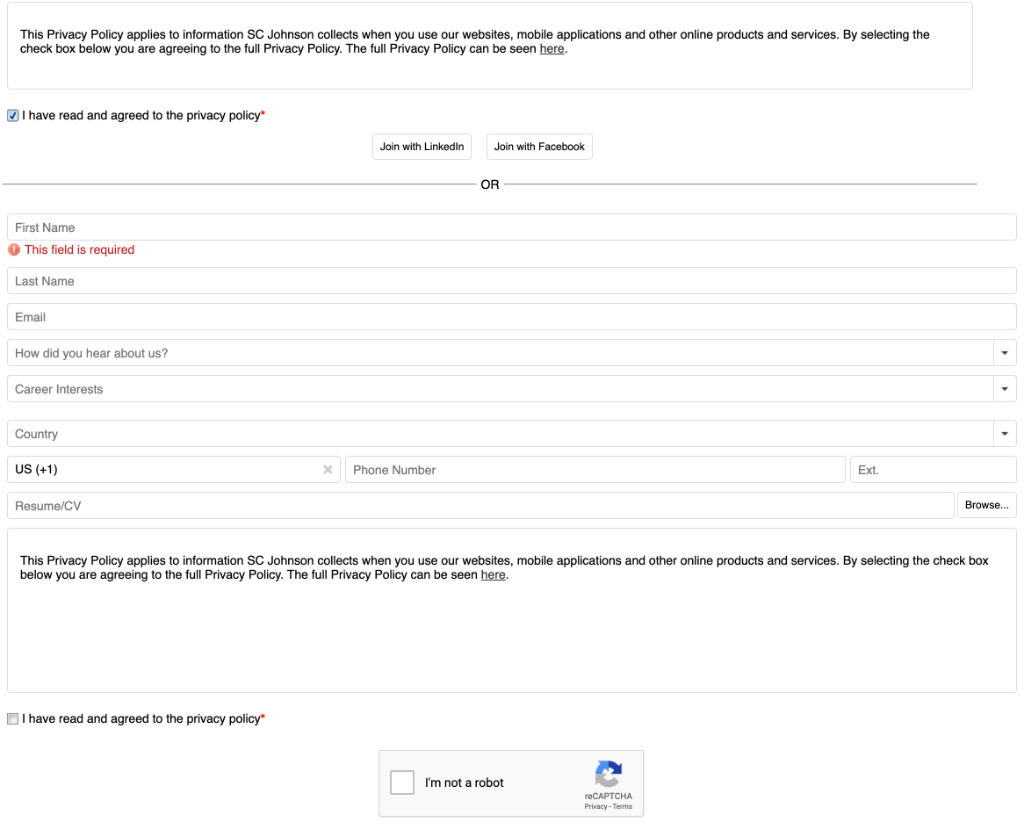 This Privacy Policy applies to information SC Johnson collects when you use our websites, mobile applications and other online products and services. By selecting the
check box below you are agreeing to the full Privacy Policy. The full Privacy Policy can be seen here.
I have read and agreed to the privacy policy*
Join with LinkedIn Join with Facebook
OR
First Name
This field is required
Last Name
Email
How did you hear about us?
Career Interests
Country
US (+1) Phone Number Ext.
Resume/CV Browse...
This Privacy Policy applies to information SC Johnson collects when you use our websites, mobile applications and other online products and services. By selecting the check box
below you are agreeing to the full Privacy Policy. The full Privacy Policy can be seen here.
I have read and agreed to the privacy policy*
I'm not a robot
reCAPTCHA
Privacy - Terms